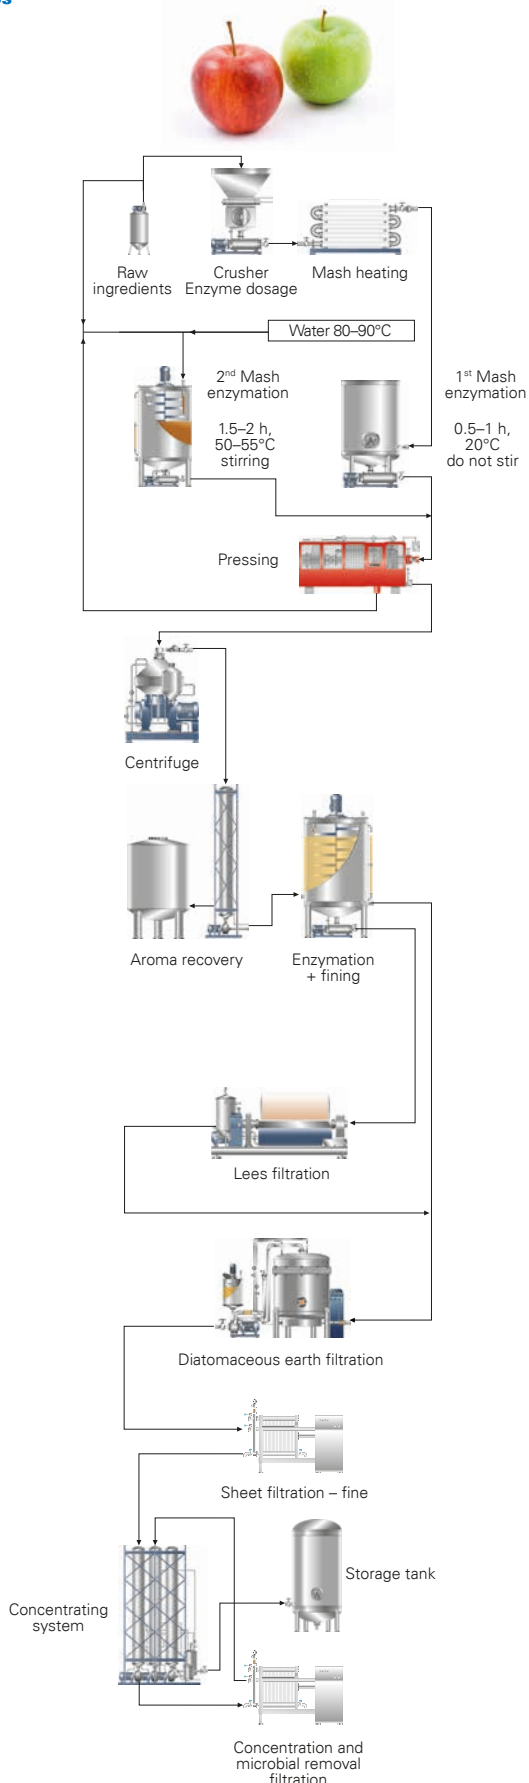 Raw
ingredients
Crusher
Enzyme dosage
Mash heating
Water 80–90°C
2nd Mash
enzymation
1.5–2 h,
50–55°C
stirring
1st Mash
enzymation
0.5–1 h,
20°C
do not stir
Pressing
Centrifuge
Aroma recovery
Enzymation
+ fining
Lees filtration
Diatomaceous earth filtration
Sheet filtration – fine
Storage tank
Concentrating
system
Concentration and
microbial removal
filtration